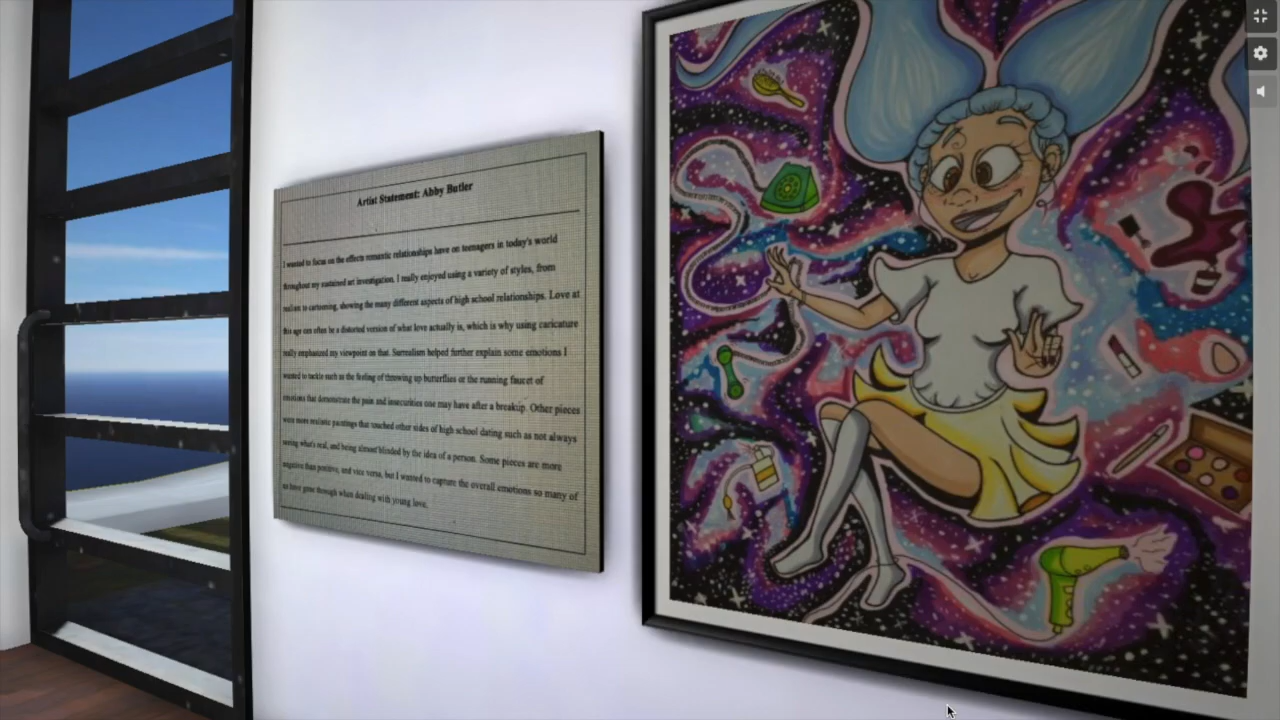 Artist Statement: Abby Butler
I wanted to focus on the effects romantic relationships have on teenagers in today's world
throughout my sustained art investigation. I really enjoyed using a variety of styles, from
realism to cartooning, showing the many different aspects of high school relationships. Love at
this age can often be a distorted version of what love actually is, which is why using caricature
really emphasized my viewpoint on that. Surrealism helped further explain some emotions I
wanted to tackle such as the feeling of throwing up butterflies or the running faucet of
emotions that demonstrate the pain and insecurities one may have after a breakup. Other pieces
were more realistic paintings that touched other sides of high school dating such as not always
seeing what's real, and being almost blinded by the idea of a person. Some pieces are more
negative than positive, and vice versa, but I wanted to capture the overall emotions so many of
us have gone through when dealing with young love.